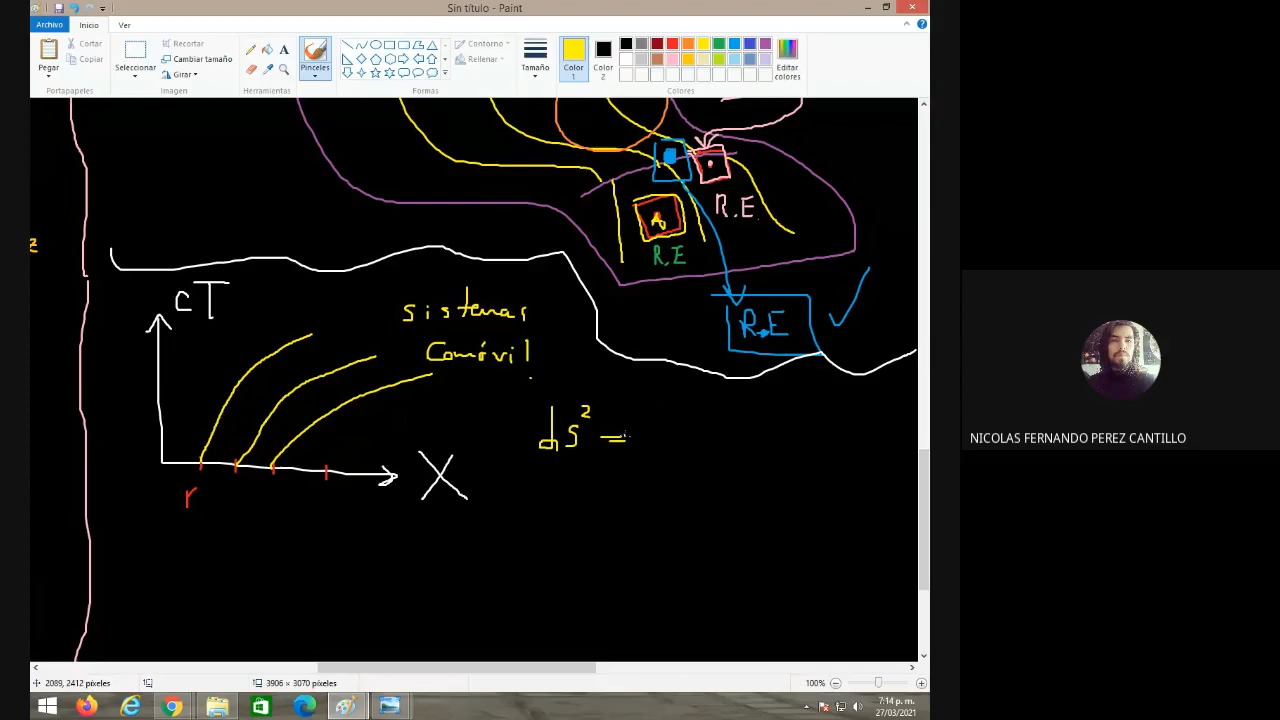 Sin título - Paint
Archivo
Inicio
Ver
Pegar
Cortar
Copiar
Portapapeles
Seleccionar
Recortar
Cambiar tamaño
Girar
Imagen
A
Herramientas
Pinceles
Contorno
Rellenar
Formas
Tamaño
Color 1
Color 2
Editar colores
Colores
z
R.E
A
R.E
cT
sistemas
Comóvil
R.E
dS² =
r
X
NICOLAS FERNANDO PEREZ CANTILLO
2089, 2412 píxeles
3906 × 3070 píxeles
100%
7:14 p. m.
27/03/2021